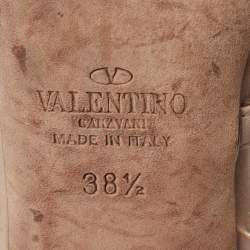 VALENTINO
GARAVANI
MADE IN ITALY
38½